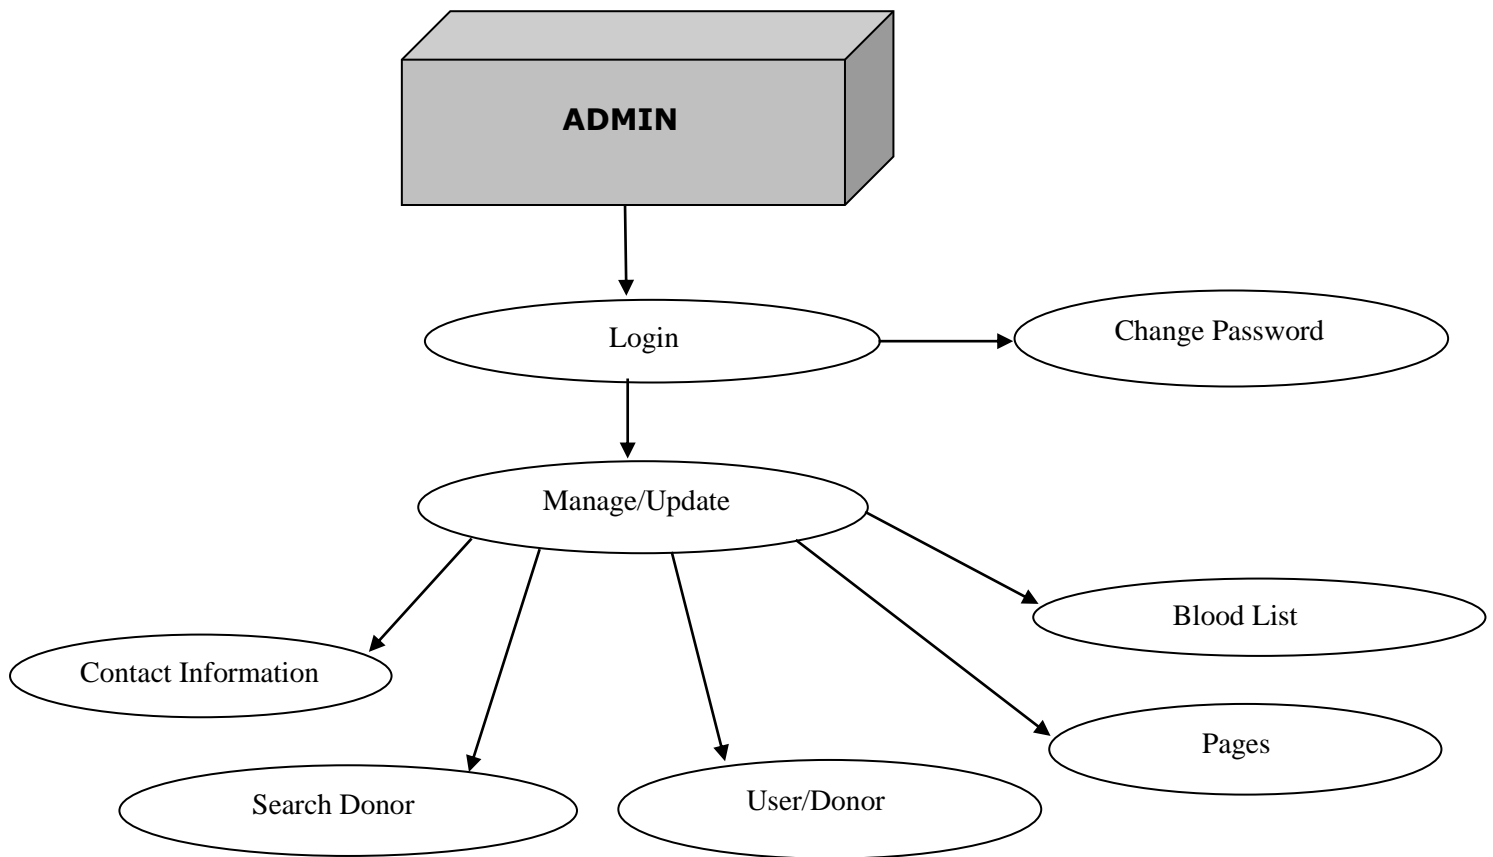 ADMIN
Login
Change Password
Manage/Update
Blood List
Contact Information
Pages
Search Donor
User/Donor